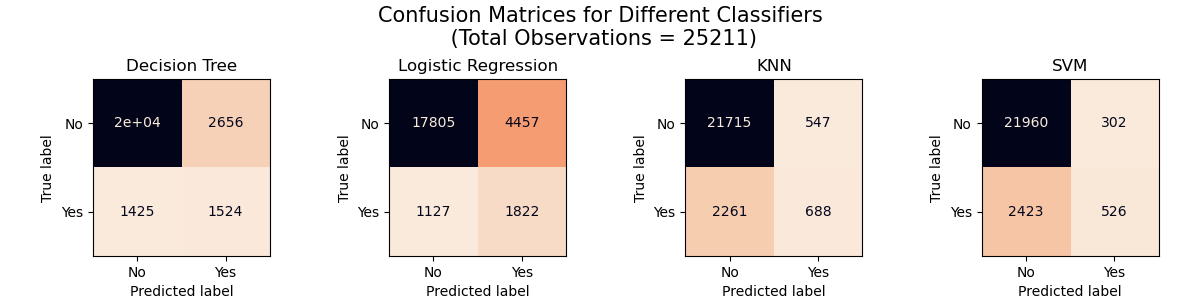 Confusion Matrices for Different Classifiers
(Total Observations = 25211)
Decision Tree
True label
No
2e+04
2656
Yes
1425
1524
No
Yes
Predicted label
Logistic Regression
True label
No
17805
4457
Yes
1127
1822
No
Yes
Predicted label
KNN
True label
No
21715
547
Yes
2261
688
No
Yes
Predicted label
SVM
True label
No
21960
302
Yes
2423
526
No
Yes
Predicted label